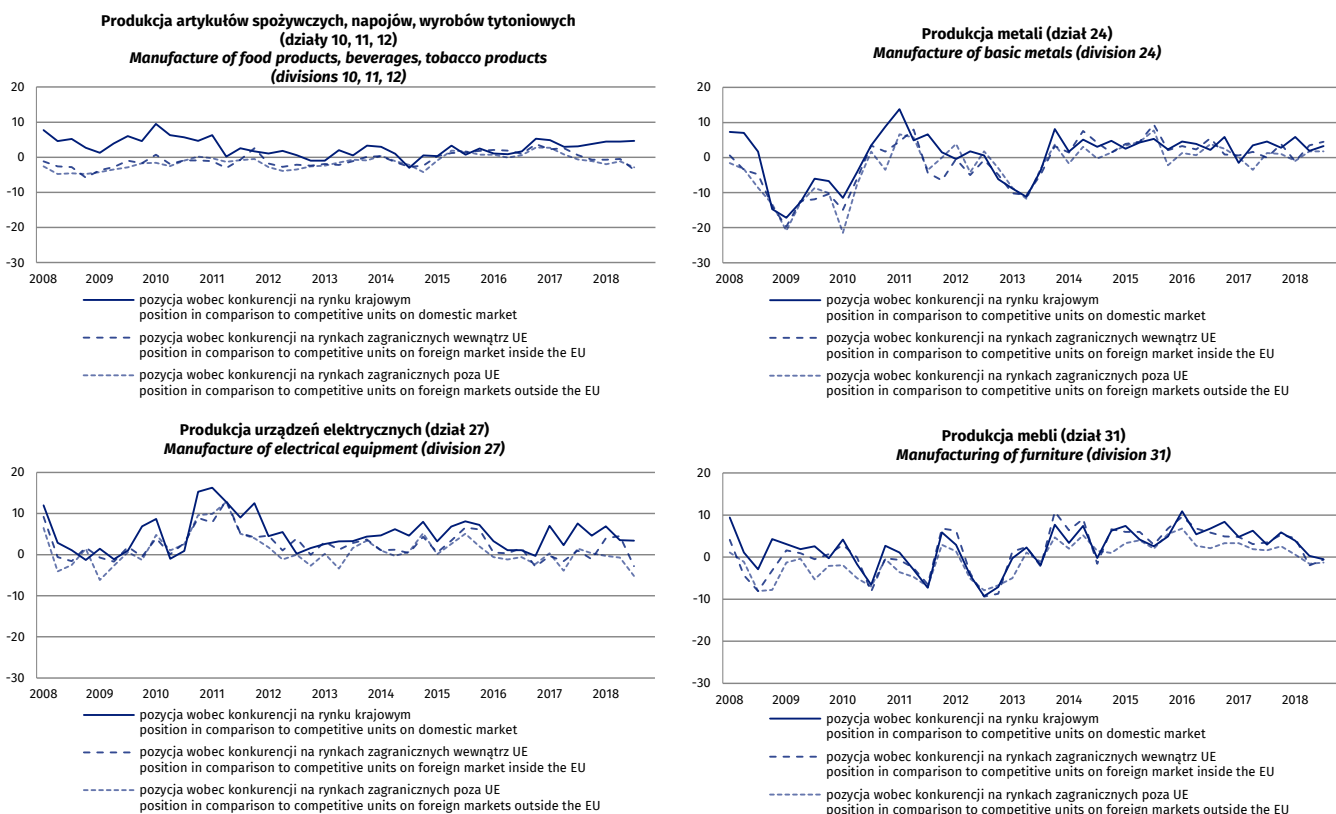 Produkcja artykułów spożywczych, napojów, wyrobów tytoniowych
(działy 10, 11, 12)
Manufacture of food products, beverages, tobacco products
(divisions 10, 11, 12)
20
10
0
-10
-20
-30
2008 2009 2010 2011 2012 2013 2014 2015 2016 2017 2018
pozycja wobec konkurencji na rynku krajowym
position in comparison to competitive units on domestic market
pozycja wobec konkurencji na rynkach zagranicznych wewnątrz UE
position in comparison to competitive units on foreign market inside the EU
pozycja wobec konkurencji na rynkach zagranicznych poza UE
position in comparison to competitive units on foreign markets outside the EU
Produkcja metali (dział 24)
Manufacture of basic metals (division 24)
20
10
0
-10
-20
-30
2008 2009 2010 2011 2012 2013 2014 2015 2016 2017 2018
pozycja wobec konkurencji na rynku krajowym
position in comparison to competitive units on domestic market
pozycja wobec konkurencji na rynkach zagranicznych wewnątrz UE
position in comparison to competitive units on foreign market inside the EU
pozycja wobec konkurencji na rynkach zagranicznych poza UE
position in comparison to competitive units on foreign markets outside the EU
Produkcja urządzeń elektrycznych (dział 27)
Manufacture of electrical equipment (division 27)
20
10
0
-10
-20
-30
2008 2009 2010 2011 2012 2013 2014 2015 2016 2017 2018
pozycja wobec konkurencji na rynku krajowym
position in comparison to competitive units on domestic market
pozycja wobec konkurencji na rynkach zagranicznych wewnątrz UE
position in comparison to competitive units on foreign market inside the EU
pozycja wobec konkurencji na rynkach zagranicznych poza UE
position in comparison to competitive units on foreign markets outside the EU
Produkcja mebli (dział 31)
Manufacturing of furniture (division 31)
20
10
0
-10
-20
-30
2008 2009 2010 2011 2012 2013 2014 2015 2016 2017 2018
pozycja wobec konkurencji na rynku krajowym
position in comparison to competitive units on domestic market
pozycja wobec konkurencji na rynkach zagranicznych wewnątrz UE
position in comparison to competitive units on foreign market inside the EU
pozycja wobec konkurencji na rynkach zagranicznych poza UE
position in comparison to competitive units on foreign markets outside the EU